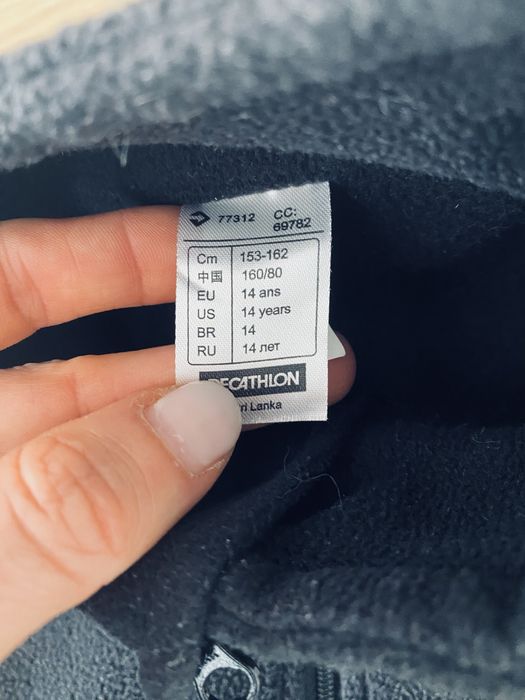 77312 CC:
69782
Cm 153-162
中国 160/80
EU 14 ans
US 14 years
BR 14
RU 14 лет
DECATHLON
Lanka